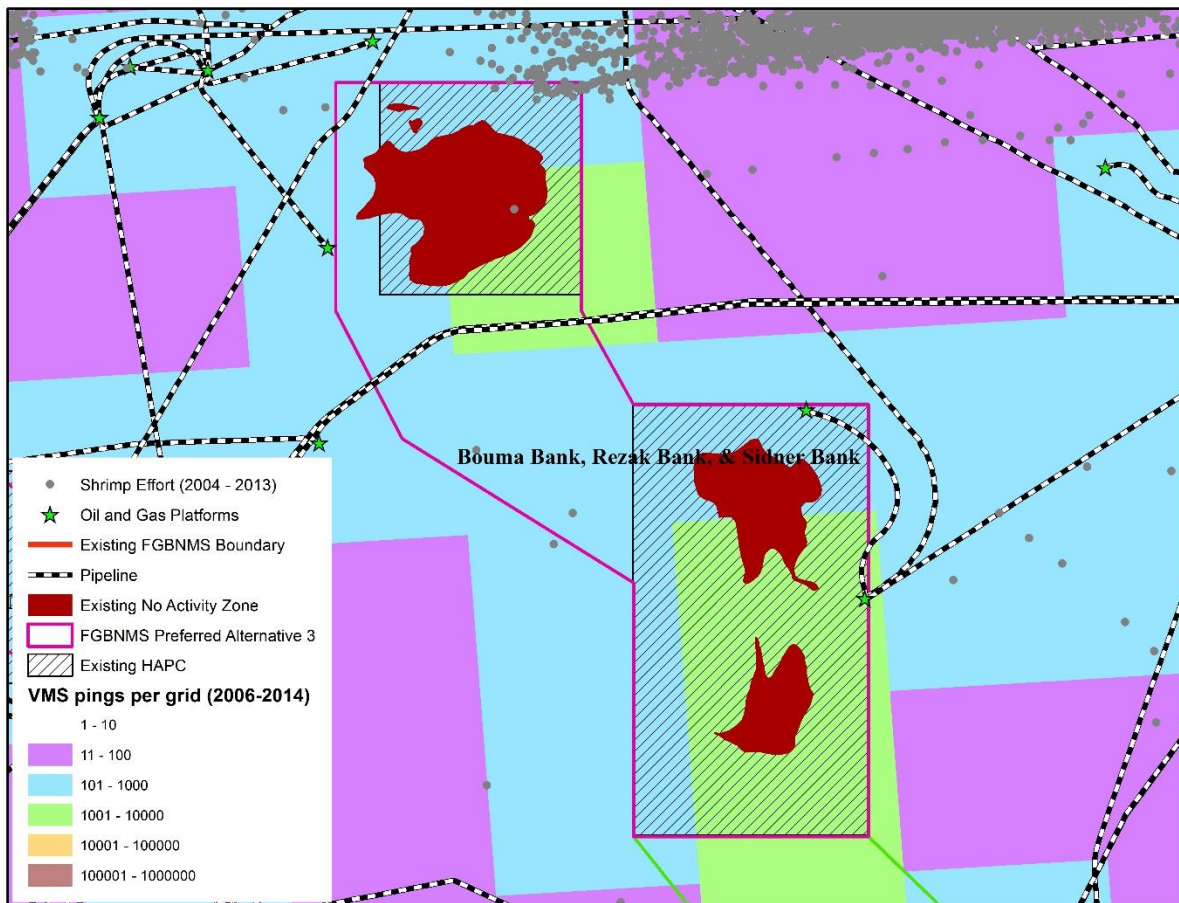 Bouma Bank, Rezak Bank, & Sidner Bank
Shrimp Effort (2004 - 2013)
Oil and Gas Platforms
Existing FGBNMS Boundary
Pipeline
Existing No Activity Zone
FGBNMS Preferred Alternative 3
Existing HAPC
VMS pings per grid (2006-2014)
1 - 10
11 - 100
101 - 1000
1001 - 10000
10001 - 100000
100001 - 1000000